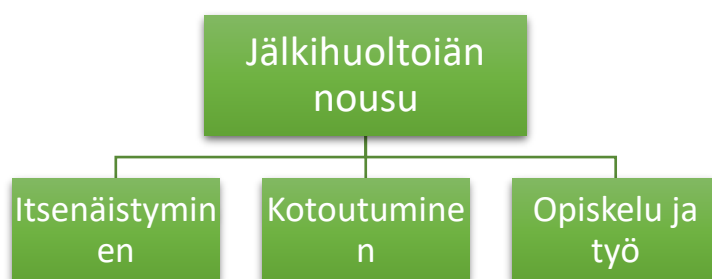 Jälkihuoltoiän
nousu
Itsenäistymin
en
Kotoutumine
n
Opiskelu ja
työ